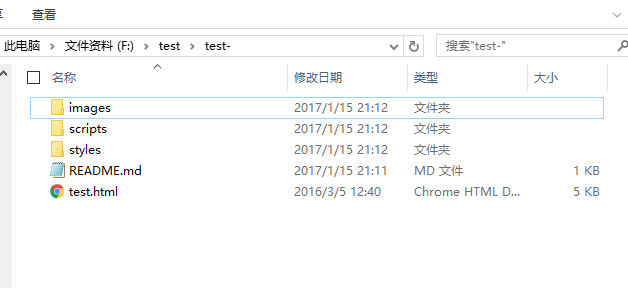 查看
此电脑 文件资料 (F:) test test- 搜索"test-"
名称 修改日期 类型 大小
images 2017/1/15 21:12 文件夹
scripts 2017/1/15 21:12 文件夹
styles 2017/1/15 21:12 文件夹
README.md 2017/1/15 21:11 MD 文件 1 KB
test.html 2016/3/5 12:40 Chrome HTML D... 5 KB